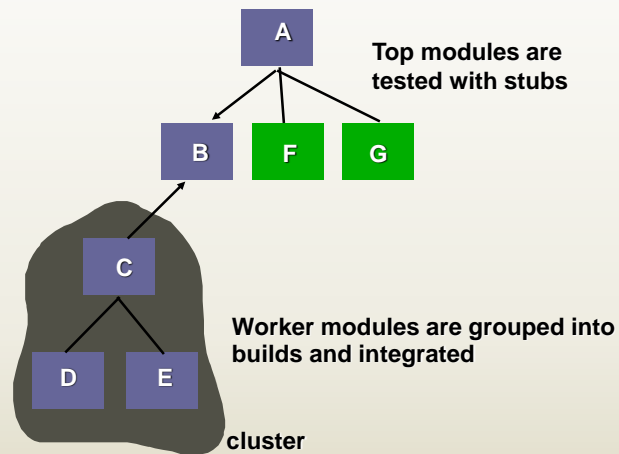 A
Top modules are
tested with stubs
B
F
G
C
Worker modules are grouped into
builds and integrated
D
E
cluster